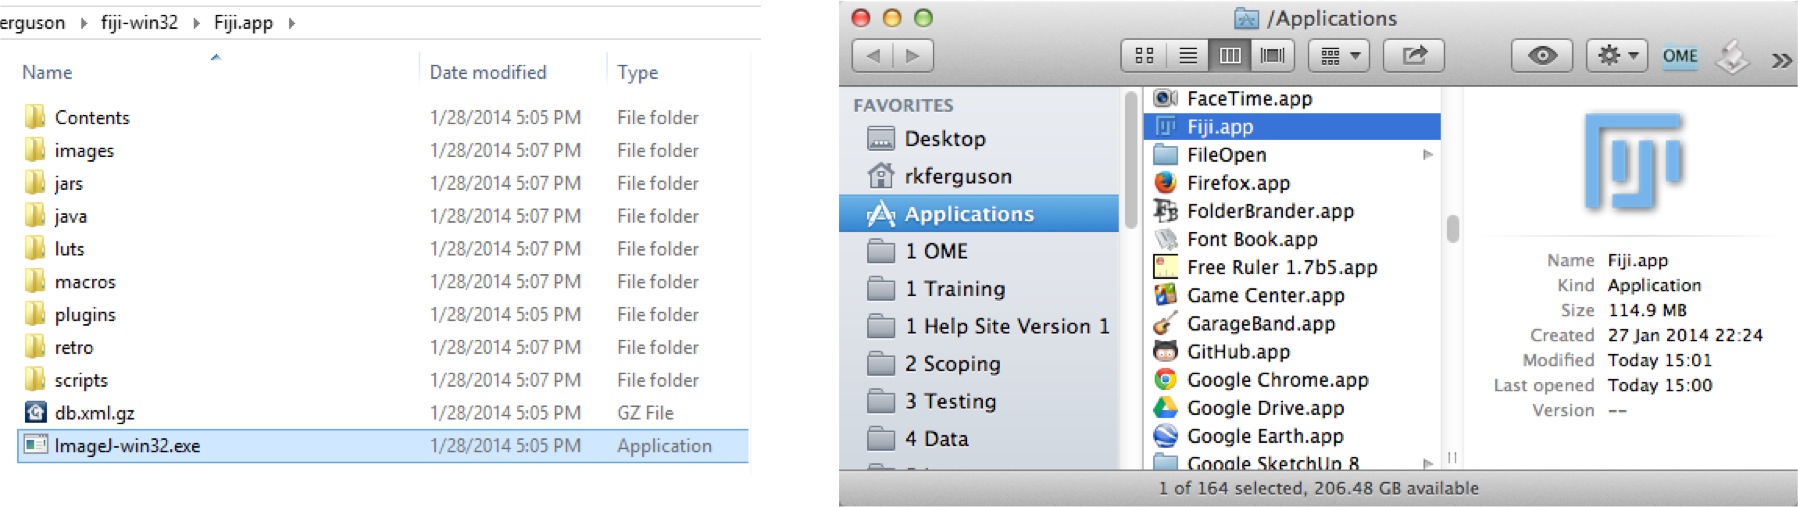 erguson ▸ fiji-win32 ▸ Fiji.app ▸
Name Date modified Type
Contents 1/28/2014 5:05 PM File folder
images 1/28/2014 5:07 PM File folder
jars 1/28/2014 5:07 PM File folder
java 1/28/2014 5:07 PM File folder
luts 1/28/2014 5:05 PM File folder
macros 1/28/2014 5:07 PM File folder
plugins 1/28/2014 5:07 PM File folder
retro 1/28/2014 5:07 PM File folder
scripts 1/28/2014 5:07 PM File folder
db.xml.gz 1/28/2014 5:05 PM GZ File
ImageJ-win32.exe 1/28/2014 5:05 PM Application
/Applications
OME
FAVORITES
Desktop
rkferguson
Applications
1 OME
1 Training
1 Help Site Version 1
2 Scoping
3 Testing
4 Data
FaceTime.app
Fiji.app
FileOpen
Firefox.app
FolderBrander.app
Font Book.app
Free Ruler 1.7b5.app
Game Center.app
GarageBand.app
GitHub.app
Google Chrome.app
Google Drive.app
Google Earth.app
Google SketchUp 8
Name Fiji.app
Kind Application
Size 114.9 MB
Created 27 Jan 2014 22:24
Modified Today 15:01
Last opened Today 15:00
Version --
1 of 164 selected, 206.48 GB available